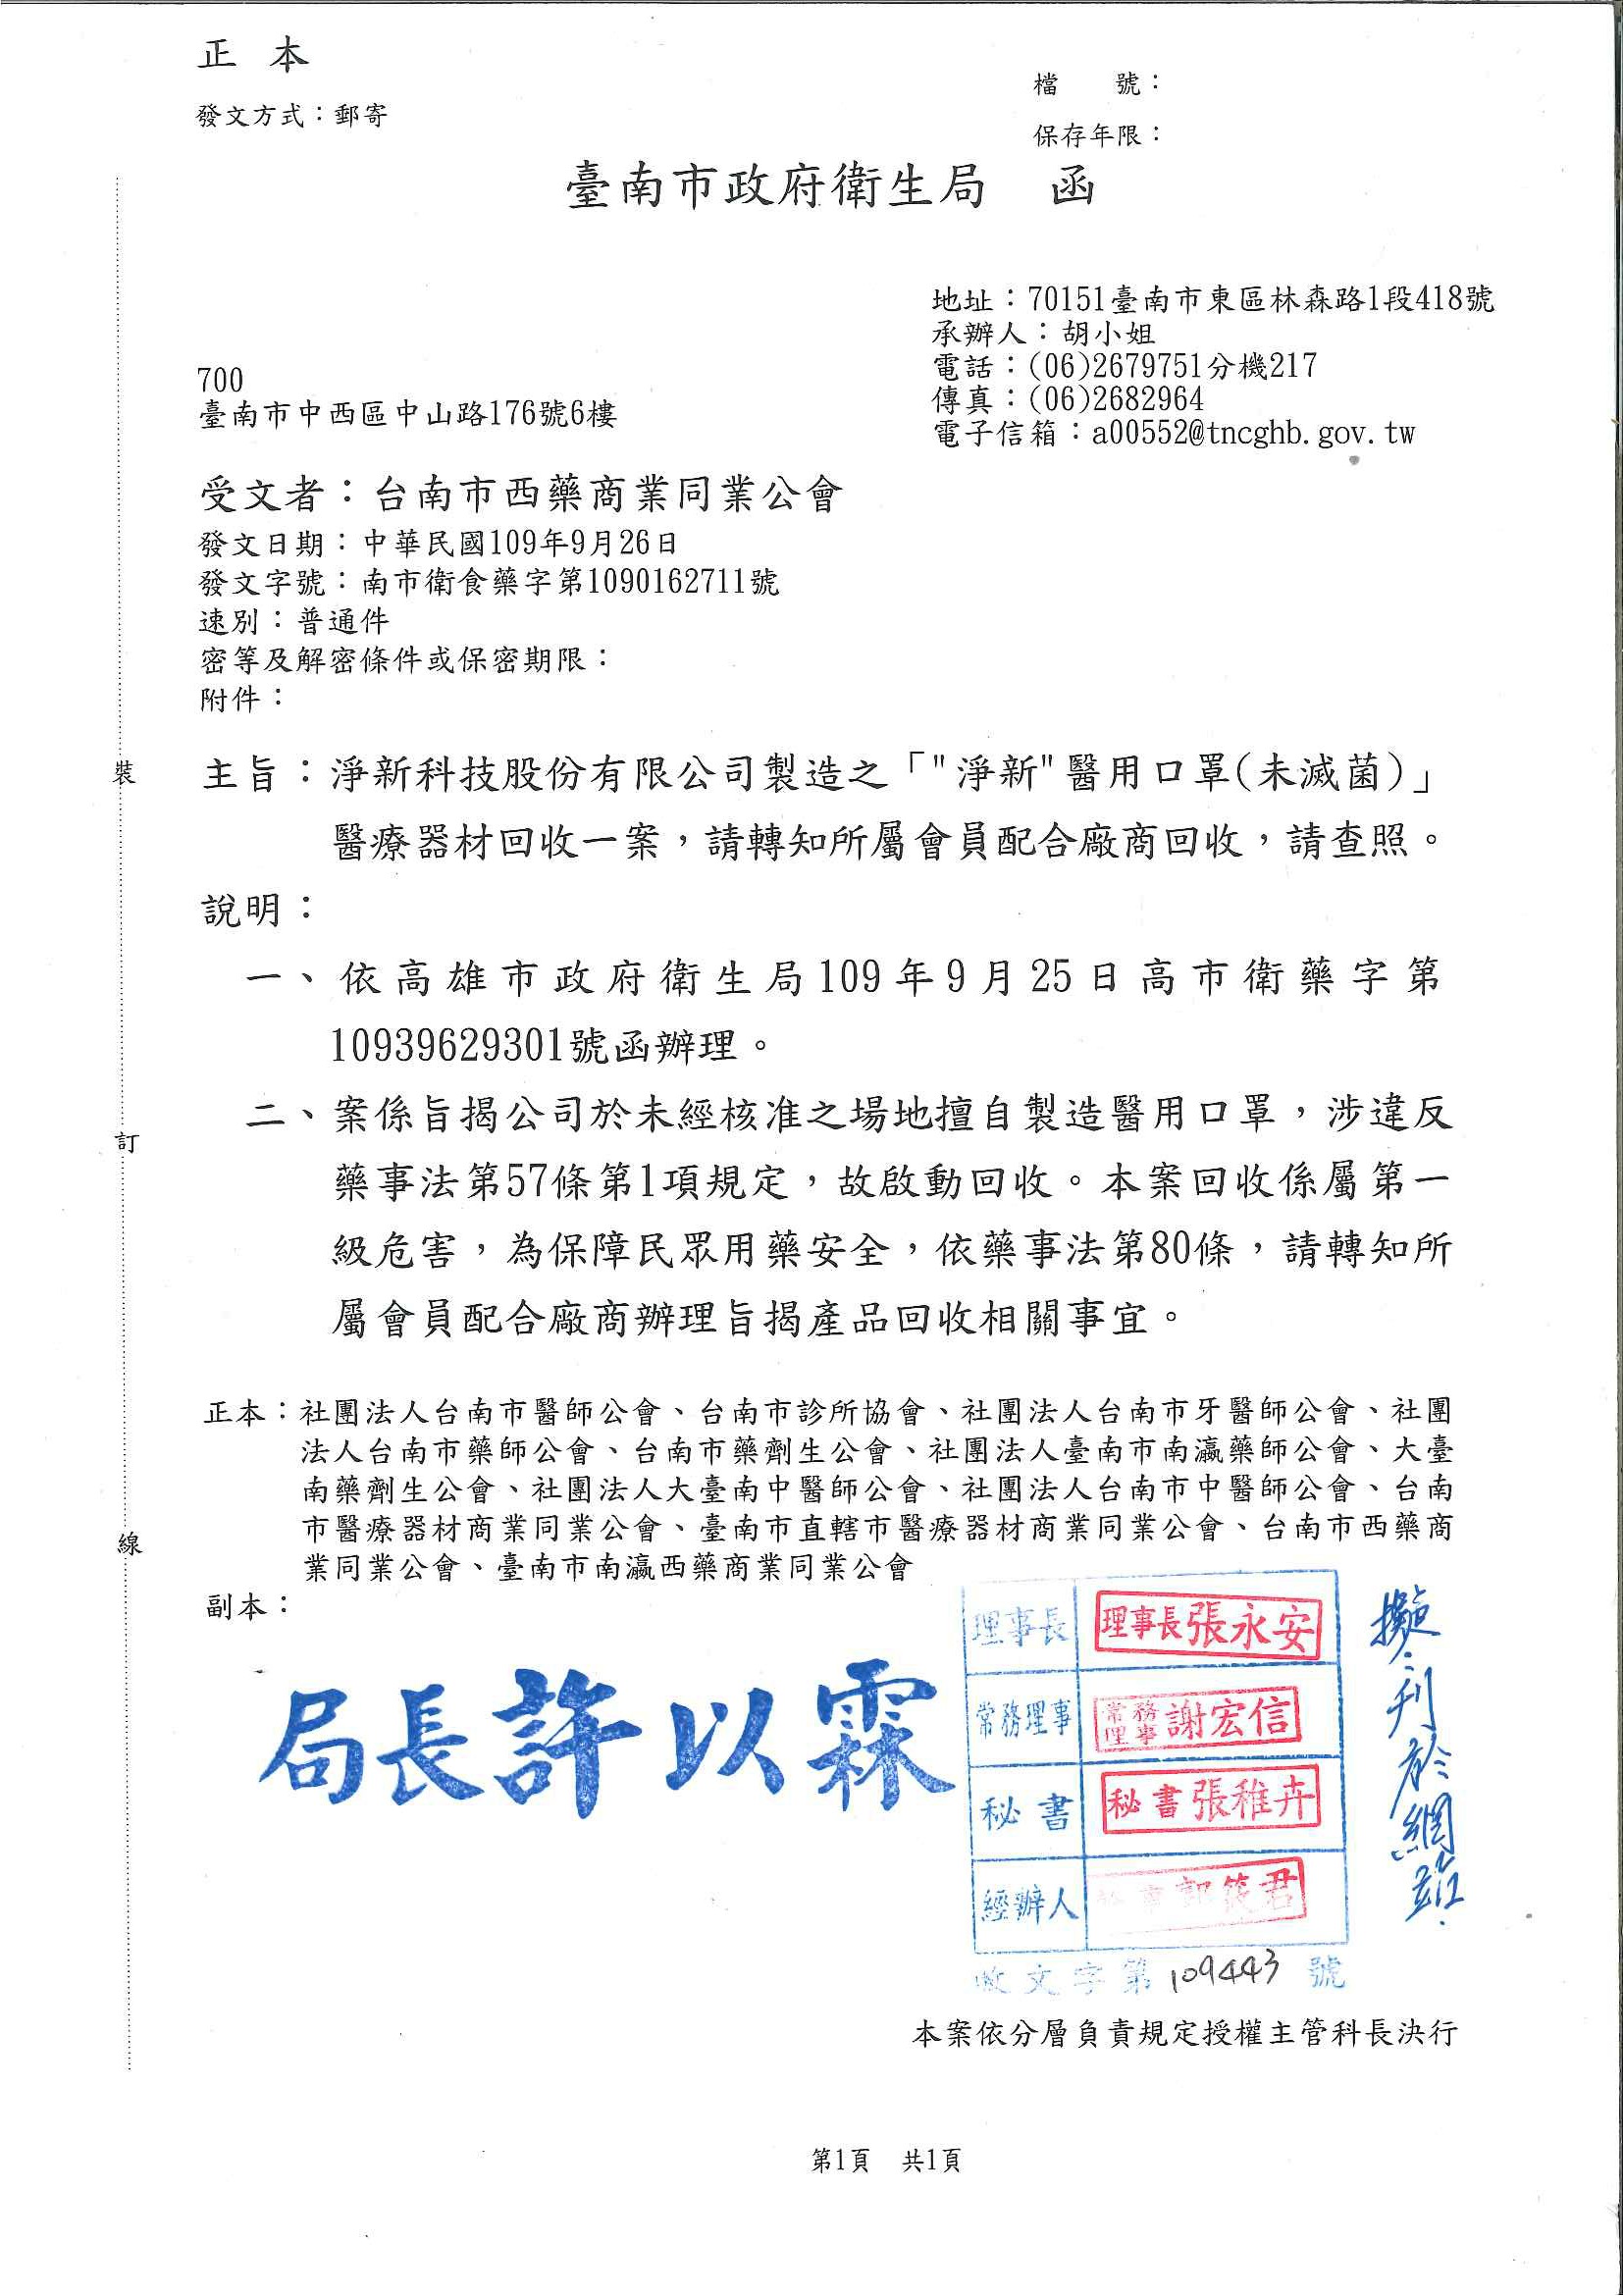 正本
發文方式：郵寄
檔　　號：
保存年限：
臺南市政府衛生局　函
地址：70151臺南市東區林森路1段418號
承辦人：胡小姐
電話：(06)2679751分機217
傳真：(06)2682964
電子信箱：a00552@tncghb.gov.tw
700
臺南市中西區中山路176號6樓
受文者：台南市西藥商業同業公會
發文日期：中華民國109年9月26日
發文字號：南市衛食藥字第1090162711號
速別：普通件
密等及解密條件或保密期限：
附件：
主旨：淨新科技股份有限公司製造之「"淨新"醫用口罩(未滅菌)」
醫療器材回收一案，請轉知所屬會員配合廠商回收，請查照。
說明：
一、依高雄市政府衛生局109年9月25日高市衛藥字第
10939629301號函辦理。
二、案係旨揭公司於未經核准之場地擅自製造醫用口罩，涉違反
藥事法第57條第1項規定，故啟動回收。本案回收係屬第一
級危害，為保障民眾用藥安全，依藥事法第80條，請轉知所
屬會員配合廠商辦理旨揭產品回收相關事宜。
正本：社團法人台南市醫師公會、台南市診所協會、社團法人台南市牙醫師公會、社團
法人台南市藥師公會、台南市藥劑生公會、社團法人臺南市南瀛藥師公會、大臺
南藥劑生公會、社團法人大臺南中醫師公會、社團法人台南市中醫師公會、台南
市醫療器材商業同業公會、臺南市直轄市醫療器材商業同業公會、台南市西藥商
業同業公會、臺南市南瀛西藥商業同業公會
副本：
局長許以霖
理事長 理事長張永安
常務理事 常務理事謝宏信
秘書 秘書張稚卉
經辦人 郭筱君
收文字第109443號
擬刊於網站
本案依分層負責規定授權主管科長決行
裝
訂
線
第1頁　共1頁